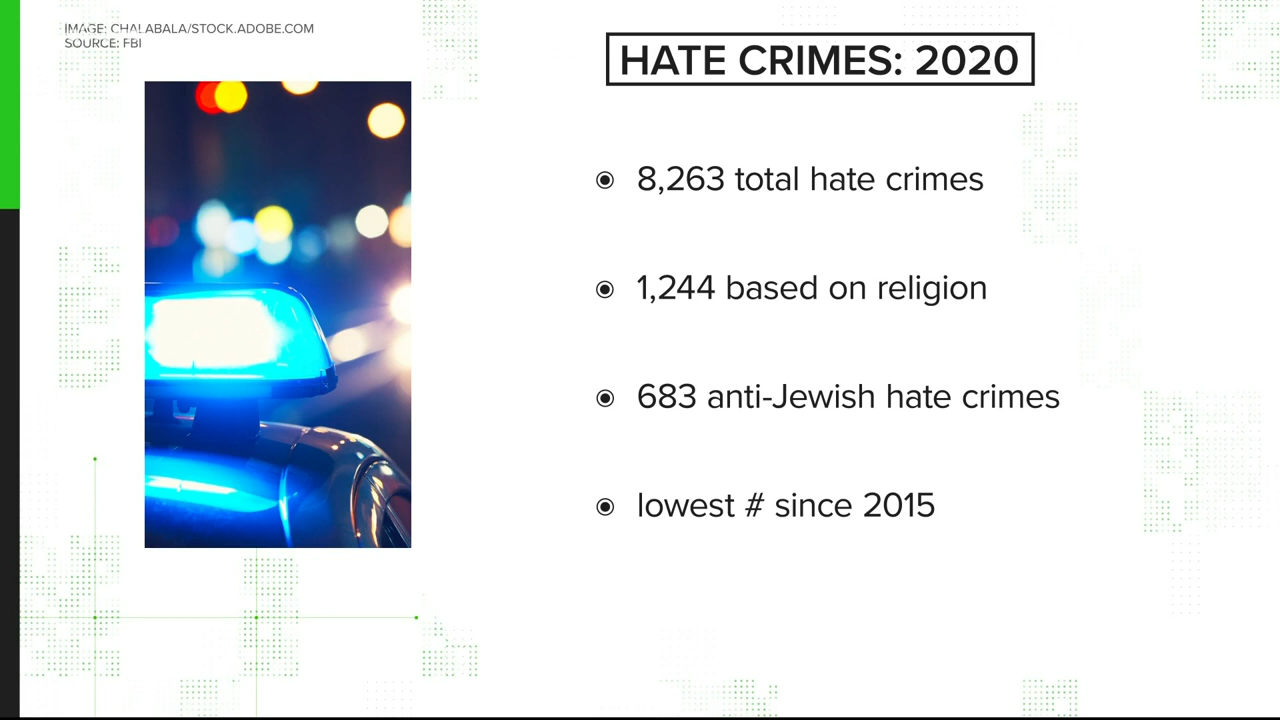 IMAGE: CHALABALA/STOCK.ADOBE.COM
SOURCE: FBI
HATE CRIMES: 2020
8,263 total hate crimes
1,244 based on religion
683 anti-Jewish hate crimes
lowest # since 2015